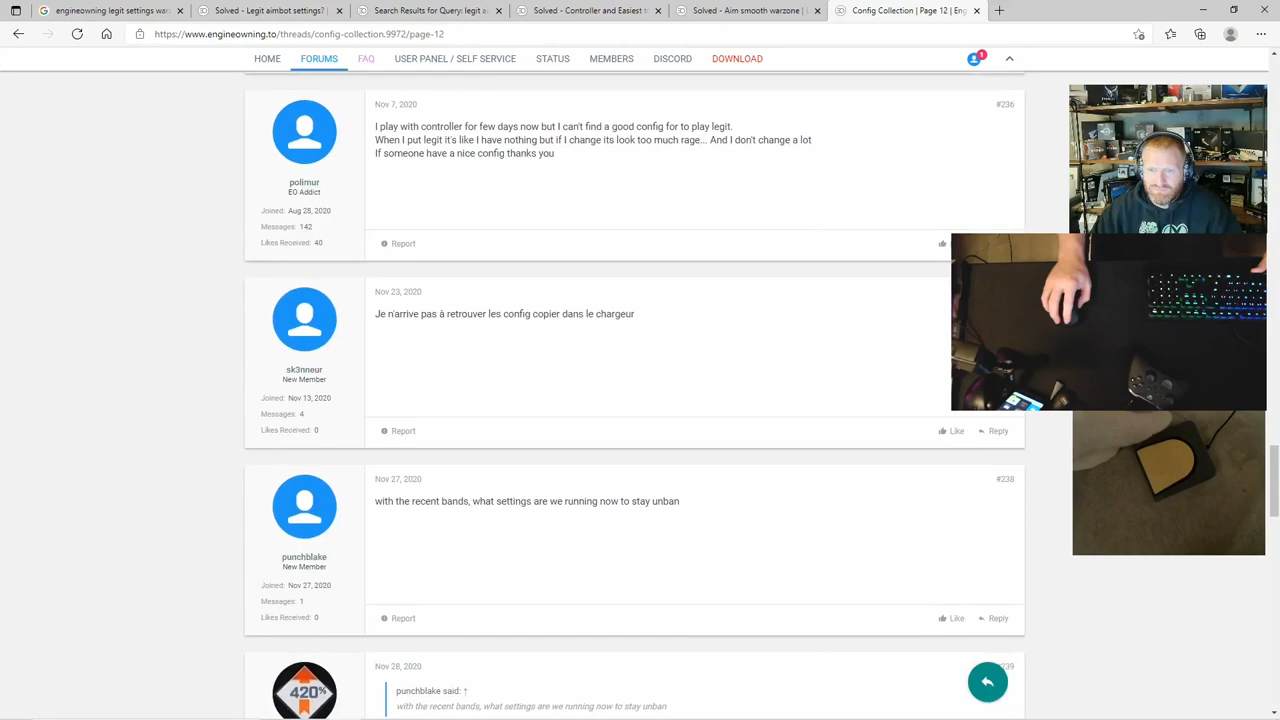 engineowning legit settings warz
Solved - Legit aimbot settings? |
Search Results for Query: legit a
Solved - Controller and Easiest to
Solved - Aim smooth warzone |
Config Collection | Page 12 | Eng
https://www.engineowning.to/threads/config-collection.9972/page-12
HOME FORUMS FAQ USER PANEL / SELF SERVICE STATUS MEMBERS DISCORD DOWNLOAD
1
Nov 7, 2020 #236
I play with controller for few days now but I can't find a good config for to play legit.
When I put legit it's like I have nothing but if I change its look too much rage... And I don't change a lot
If someone have a nice config thanks you
polimur
EO Addict
Joined: Aug 28, 2020
Messages: 142
Likes Received: 40
Report
Nov 23, 2020
Je n'arrive pas à retrouver les config copier dans le chargeur
sk3nneur
New Member
Joined: Nov 13, 2020
Messages: 4
Likes Received: 0
Report Like Reply
Nov 27, 2020 #238
with the recent bands, what settings are we running now to stay unban
punchblake
New Member
Joined: Nov 27, 2020
Messages: 1
Likes Received: 0
Report Like Reply
Nov 28, 2020 #239
punchblake said: ↑
with the recent bands, what settings are we running now to stay unban
420%